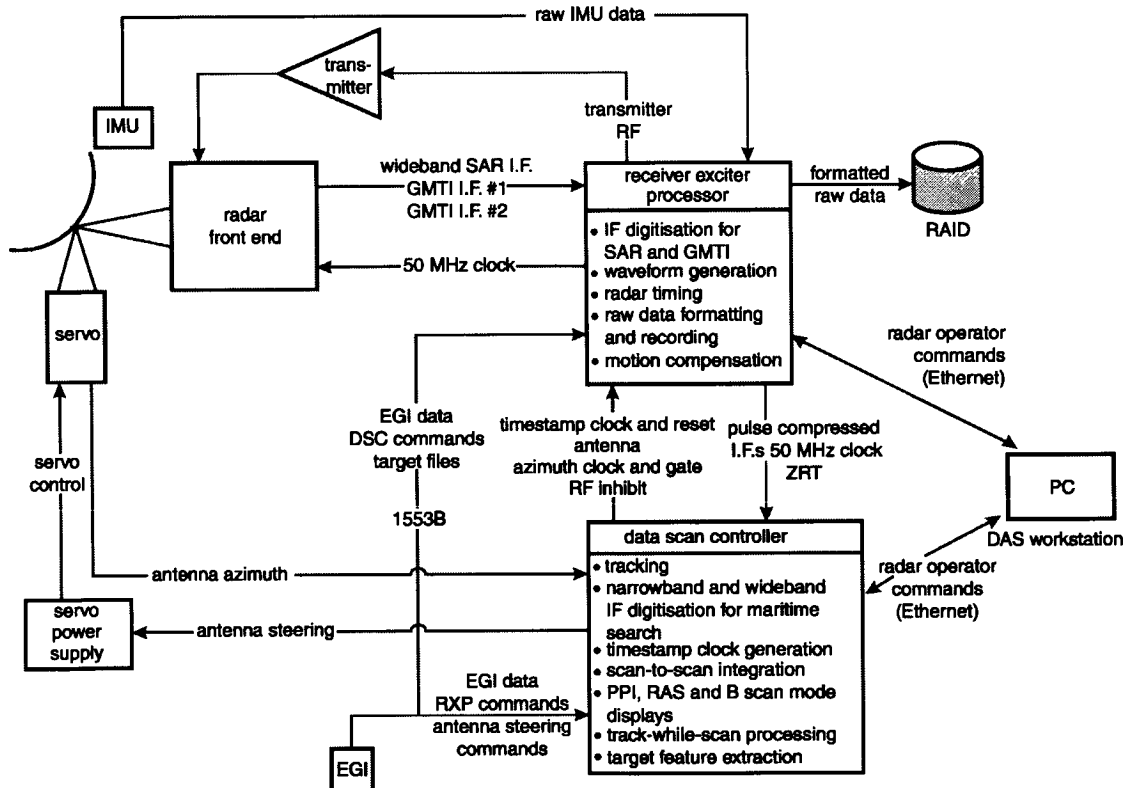 raw IMU data
trans-
mitter
IMU
transmitter
RF
wideband SAR I.F.
GMTI I.F. #1
GMTI I.F. #2
radar
front end
50 MHz clock
receiver exciter
processor
• IF digitisation for
SAR and GMTI
• waveform generation
• radar timing
• raw data formatting
and recording
• motion compensation
formatted
raw data
RAID
servo
radar operator
commands
(Ethernet)
EGI data
DSC commands
target files
timestamp clock and reset
antenna
azimuth clock and gate
RF inhibit
pulse compressed
I.F.s 50 MHz clock
ZRT
servo
control
1553B
PC
DAS workstation
data scan controller
• tracking
• narrowband and wideband
IF digitisation for maritime
search
• timestamp clock generation
• scan-to-scan integration
• PPI, RAS and B scan mode
displays
• track-while-scan processing
• target feature extraction
radar operator
commands
(Ethernet)
antenna azimuth
servo
power
supply
antenna steering
EGI data
RXP commands
antenna steering
commands
EGI